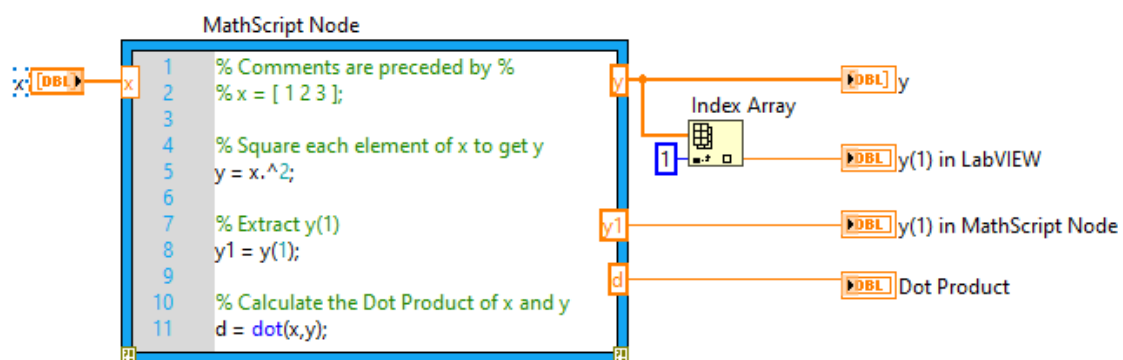 MathScript Node
x
[DBL]
x
1 % Comments are preceded by %
2 % x = [ 1 2 3 ];
3
4 % Square each element of x to get y
5 y = x.^2;
6
7 % Extract y(1)
8 y1 = y(1);
9
10 % Calculate the Dot Product of x and y
11 d = dot(x,y);
y
DBL] y
Index Array
1
DBL y(1) in LabVIEW
y1
DBL y(1) in MathScript Node
d
DBL Dot Product